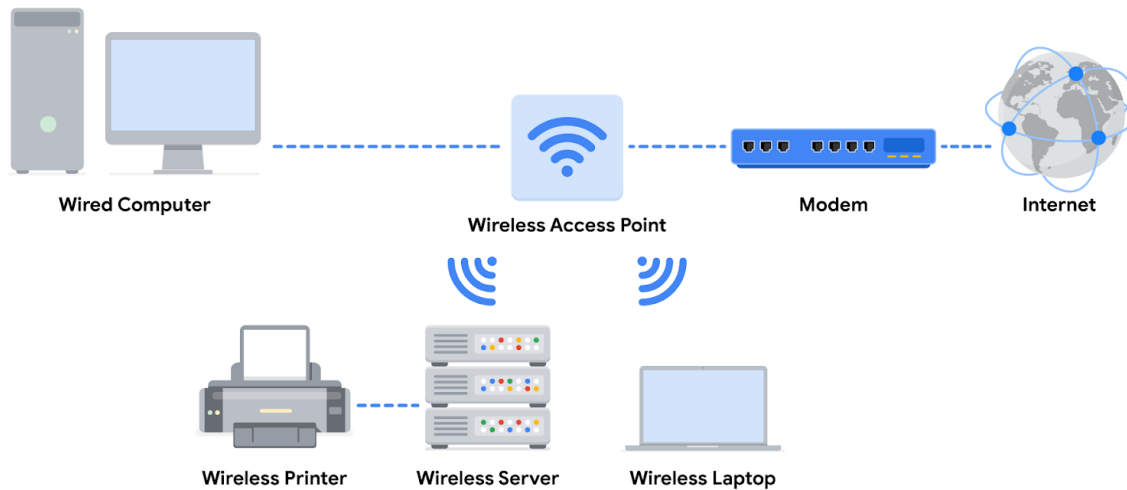 Wired Computer
Wireless Access Point
Modem
Internet
Wireless Printer
Wireless Server
Wireless Laptop